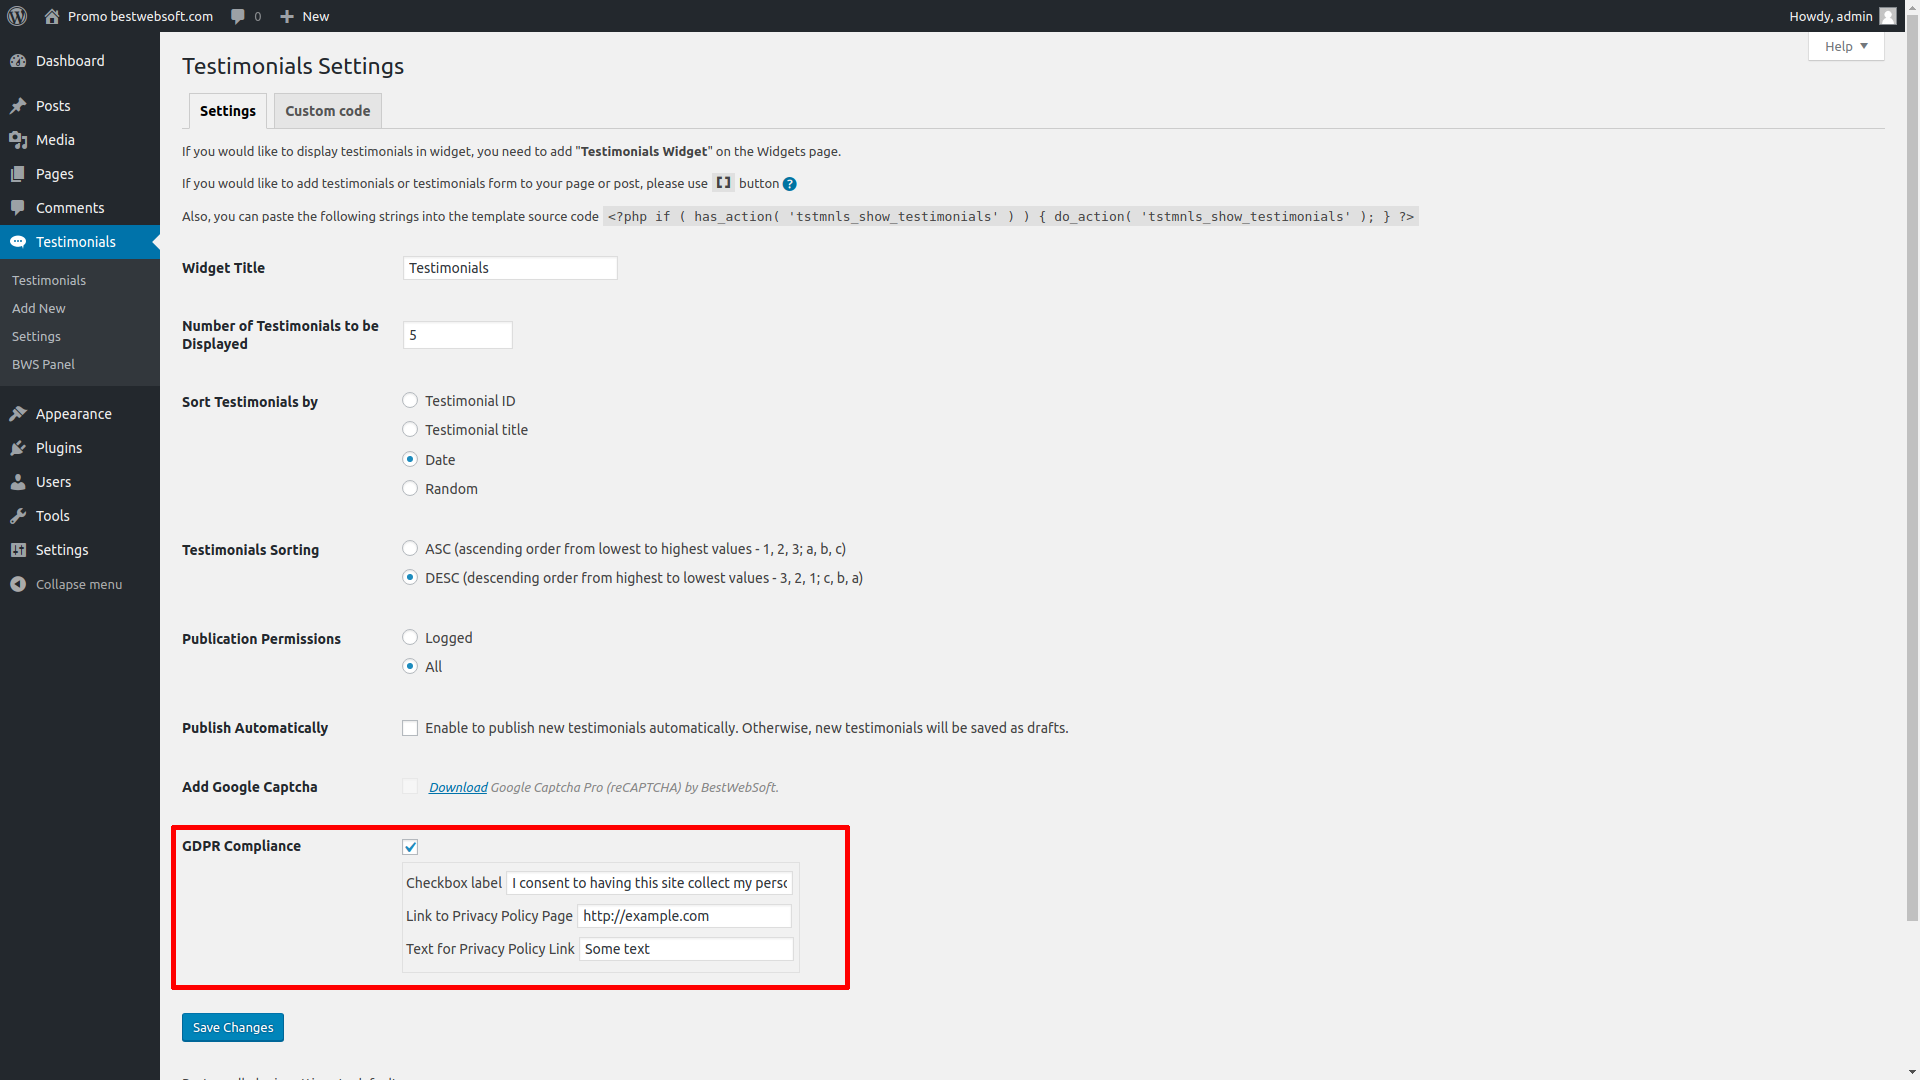 Promo bestwebsoft.com 0 New Howdy, admin
Help
Dashboard
Posts
Media
Pages
Comments
Testimonials
Testimonials
Add New
Settings
BWS Panel
Appearance
Plugins
Users
Tools
Settings
Collapse menu
Testimonials Settings
Settings Custom code
If you would like to display testimonials in widget, you need to add "Testimonials Widget" on the Widgets page.
If you would like to add testimonials or testimonials form to your page or post, please use [] button ?
Also, you can paste the following strings into the template source code <?php if ( has_action( 'tstmnls_show_testimonials' ) ) { do_action( 'tstmnls_show_testimonials' ); } ?>
Widget Title Testimonials
Number of Testimonials to be
Displayed
5
Sort Testimonials by
Testimonial ID
Testimonial title
Date
Random
Testimonials Sorting
ASC (ascending order from lowest to highest values - 1, 2, 3; a, b, c)
DESC (descending order from highest to lowest values - 3, 2, 1; c, b, a)
Publication Permissions
Logged
All
Publish Automatically
Enable to publish new testimonials automatically. Otherwise, new testimonials will be saved as drafts.
Add Google Captcha
Download Google Captcha Pro (reCAPTCHA) by BestWebSoft.
GDPR Compliance
Checkbox label I consent to having this site collect my perso
Link to Privacy Policy Page http://example.com
Text for Privacy Policy Link Some text
Save Changes